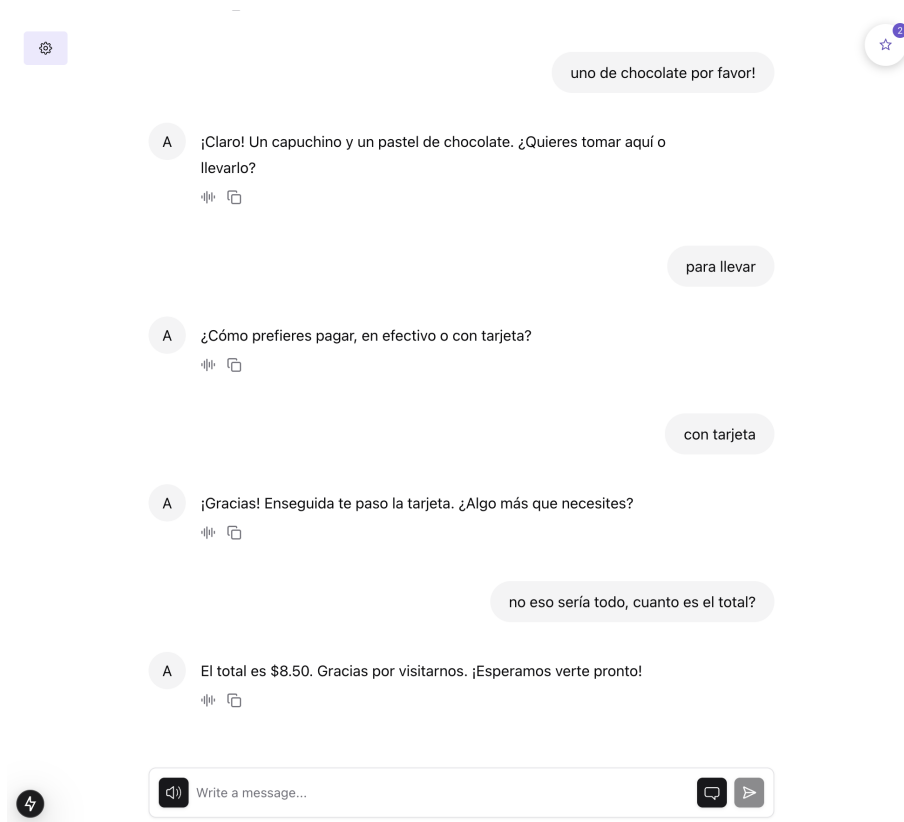 2
uno de chocolate por favor!
A
¡Claro! Un capuchino y un pastel de chocolate. ¿Quieres tomar aquí o
llevarlo?
para llevar
A
¿Cómo prefieres pagar, en efectivo o con tarjeta?
con tarjeta
A
¡Gracias! Enseguida te paso la tarjeta. ¿Algo más que necesites?
no eso sería todo, cuanto es el total?
A
El total es $8.50. Gracias por visitarnos. ¡Esperamos verte pronto!
Write a message...